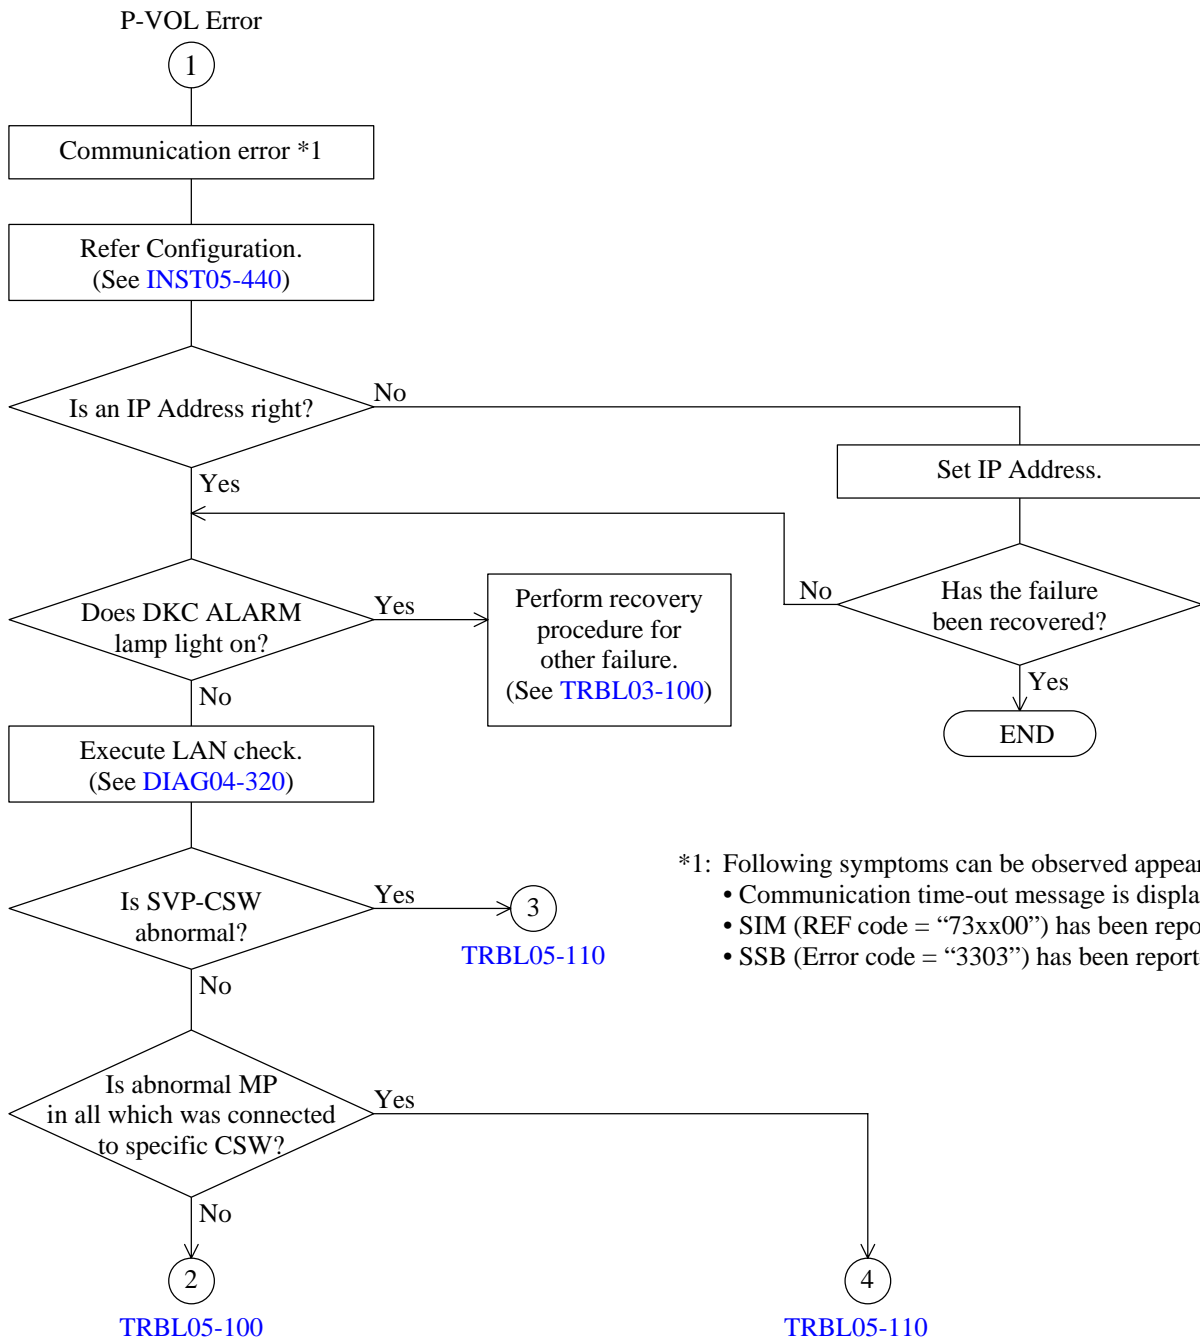 P-VOL Error
1
Communication error *1
Refer Configuration.
(See INST05-440)
Is an IP Address right?
No
Yes
Set IP Address.
Has the failure
been recovered?
No
Yes
END
Does DKC ALARM
lamp light on?
Yes
No
Perform recovery
procedure for
other failure.
(See TRBL03-100)
Execute LAN check.
(See DIAG04-320)
Is SVP-CSW
abnormal?
Yes
3
TRBL05-110
No
*1: Following symptoms can be observed appear
• Communication time-out message is displa
• SIM (REF code = “73xx00”) has been repo
• SSB (Error code = “3303”) has been report
Is abnormal MP
in all which was connected
to specific CSW?
Yes
No
2
TRBL05-100
4
TRBL05-110